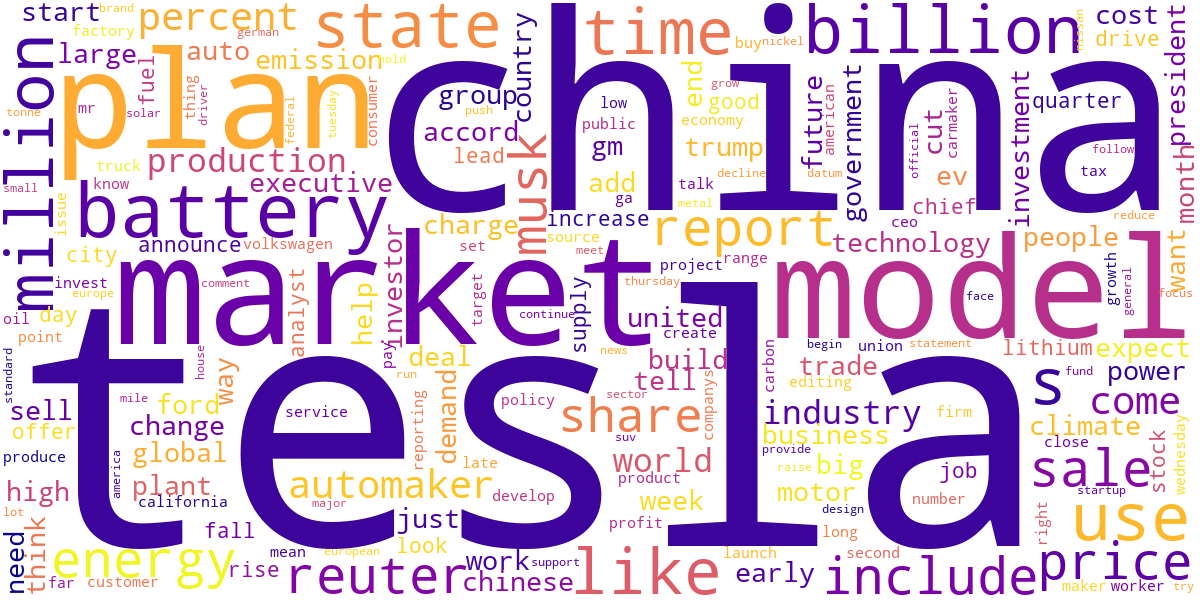 start
brand
factory
percent
german
state
time
billion
cost
drive
nissan
president
large
auto
emission
hold
buy
nickel
million
plan
china
country
mr
fuel
thing
driver
solar
federal
tuesday
consumer
tonne
group
push
low
public
gm
end
grow
good
economy
american
future
government
investment
quarter
official
cut
carmaker
accord
lead
trump
decline
datum
follow
tax
month
ev
truck
production
executive
know
small
issue
musk
add
talk
metal
ga
increase
chief
ceo
reduce
battery
charge
report
source
meet
set
technology
people
want
announce
volkswagen
city
invest
europe
comment
investor
market
model
range
project
thursday
growth
general
focus
face
oil
day
point
analyst
help
target
continue
supply
united
create
standard
house
way
pay
deal
run
news
build
tell
carbon
begin
union
statement
lithium
expect
trade
power
fund
editing
s
come
tesla
mile
sell
offer
ford
change
service
demand
policy
share
sector
companys
industry
firm
climate
wednesday
produce
america
global
reporting
suv
business
provide
close
late
world
product
raise
big
job
sale
stock
startup
high
plant
california
automaker
major
develop
week
motor
design
number
lot
need
think
fall
just
profit
long
right
use
energy
mean
european
look
launch
second
far
customer
rise
reuter
work
support
chinese
like
early
include
price
maker
worker
try